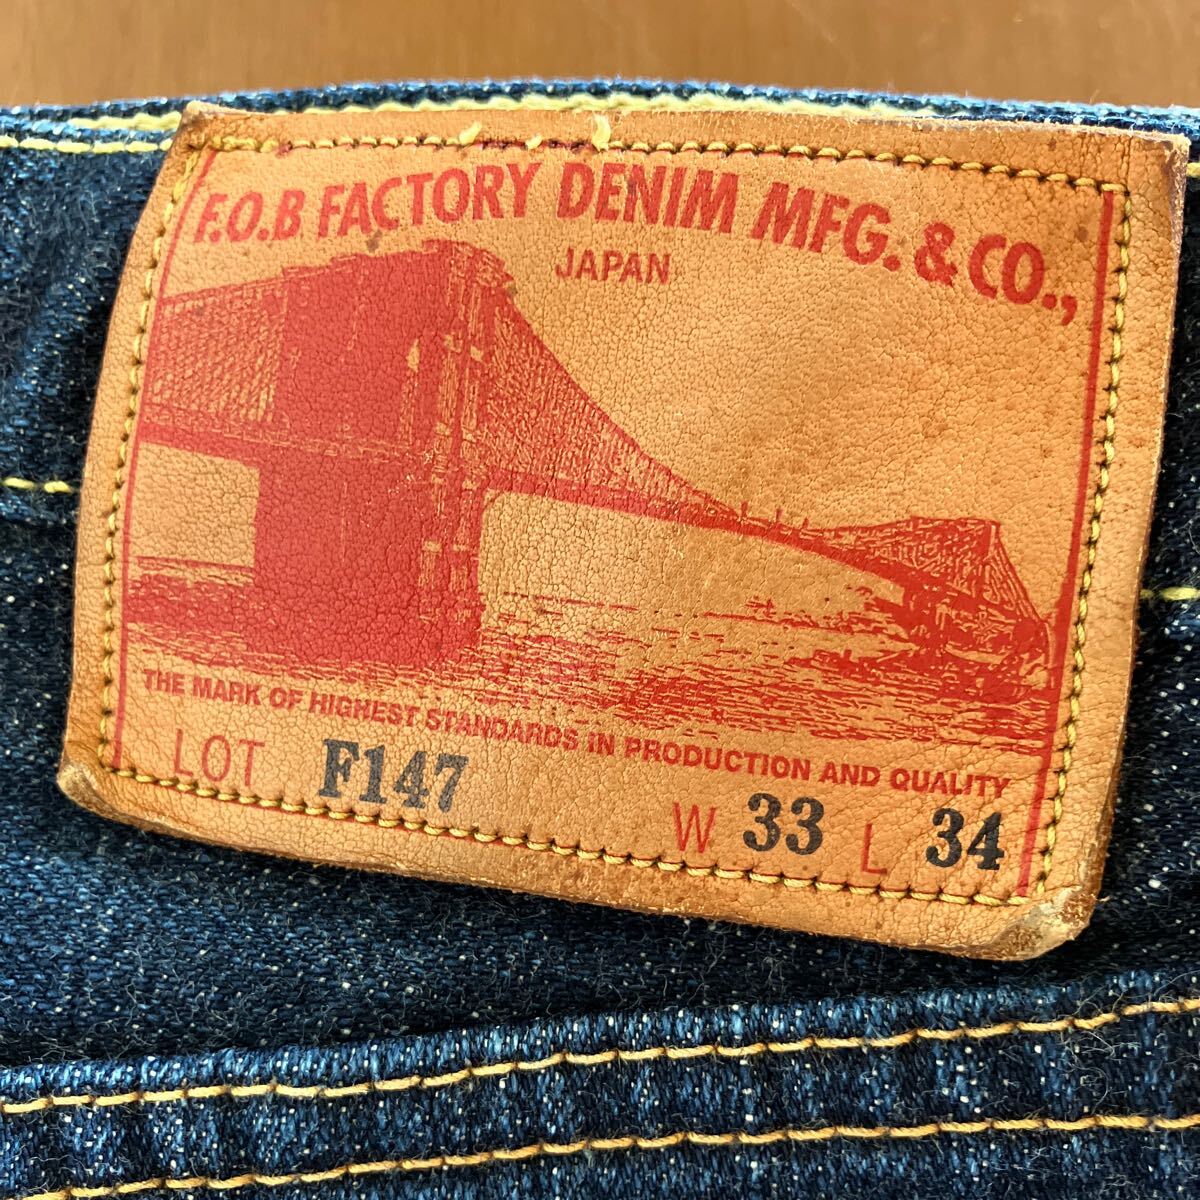 F.O.B FACTORY DENIM MFG. & CO.,
JAPAN
THE MARK OF HIGHEST STANDARDS IN PRODUCTION AND QUALITY
LOT F147
W 33 L 34